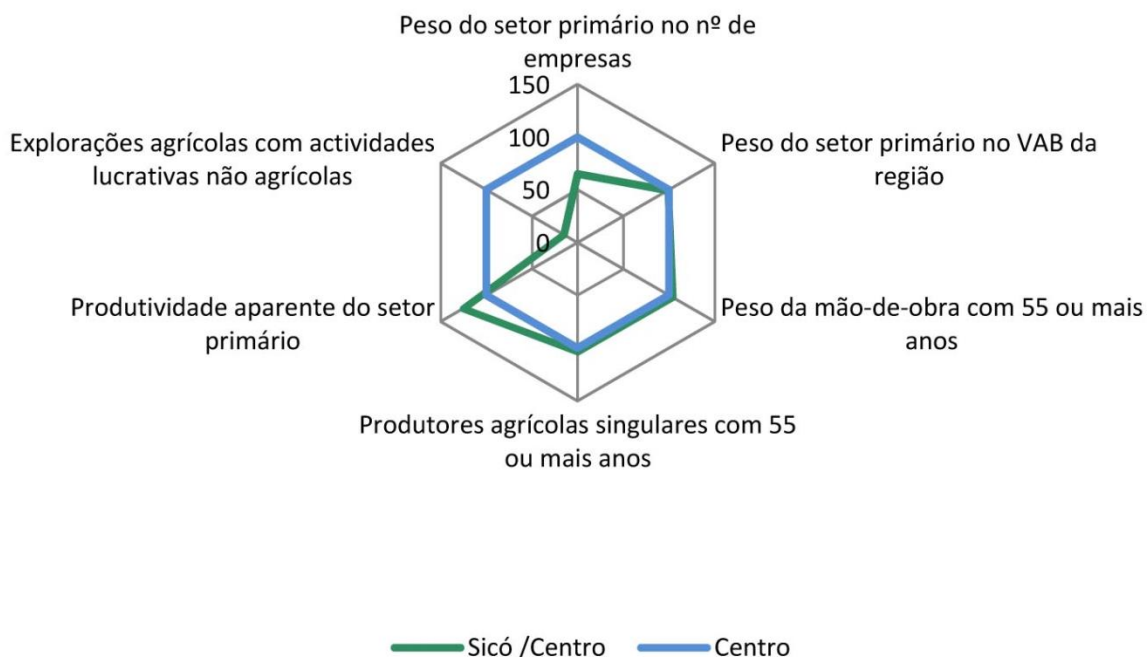 Peso do setor primário no nº de
empresas
150
100
50
0
Peso do setor primário no VAB da
região
Peso da mão-de-obra com 55 ou mais
anos
Produtores agrícolas singulares com 55
ou mais anos
Produtividade aparente do setor
primário
Explorações agrícolas com actividades
lucrativas não agrícolas
Sicó /Centro
Centro